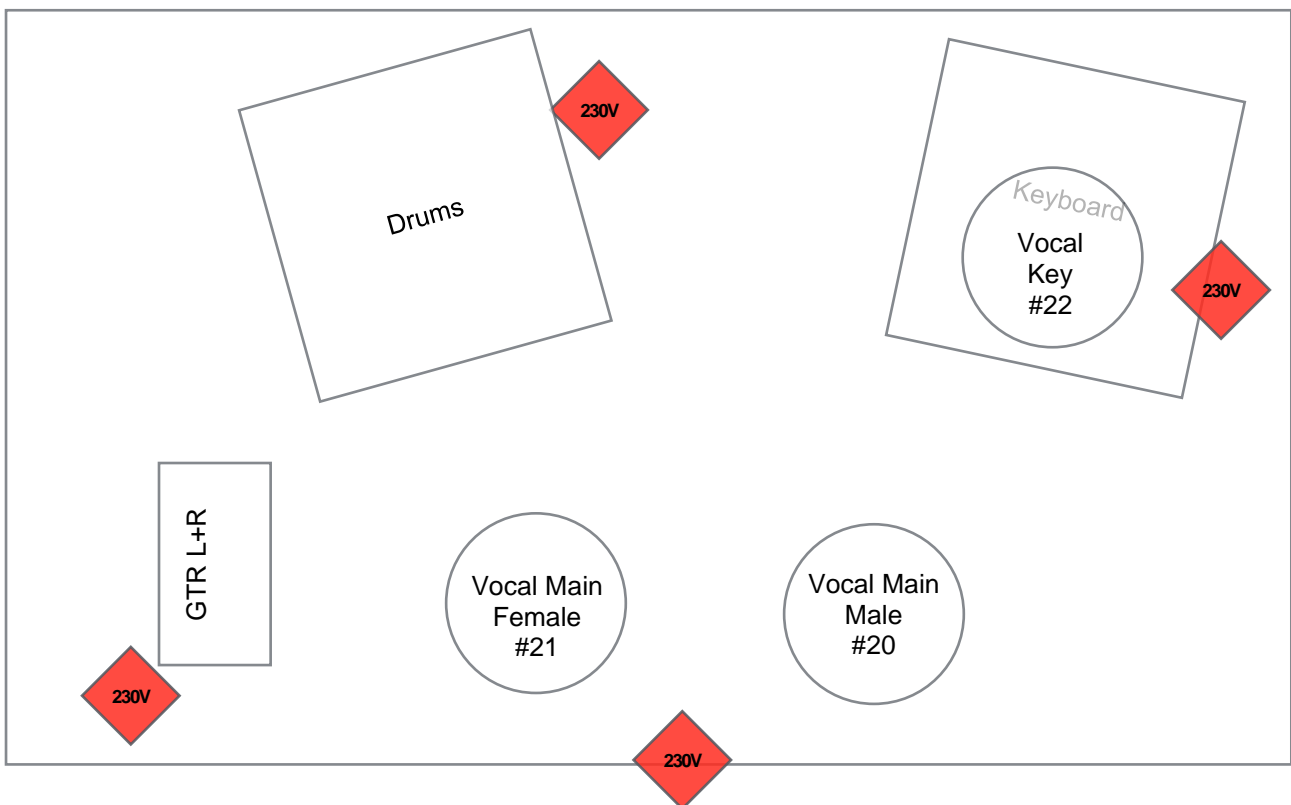 230V
Drums
Keyboard
Vocal
Key
#22
230V
GTR L+R
Vocal Main
Female
#21
Vocal Main
Male
#20
230V
230V